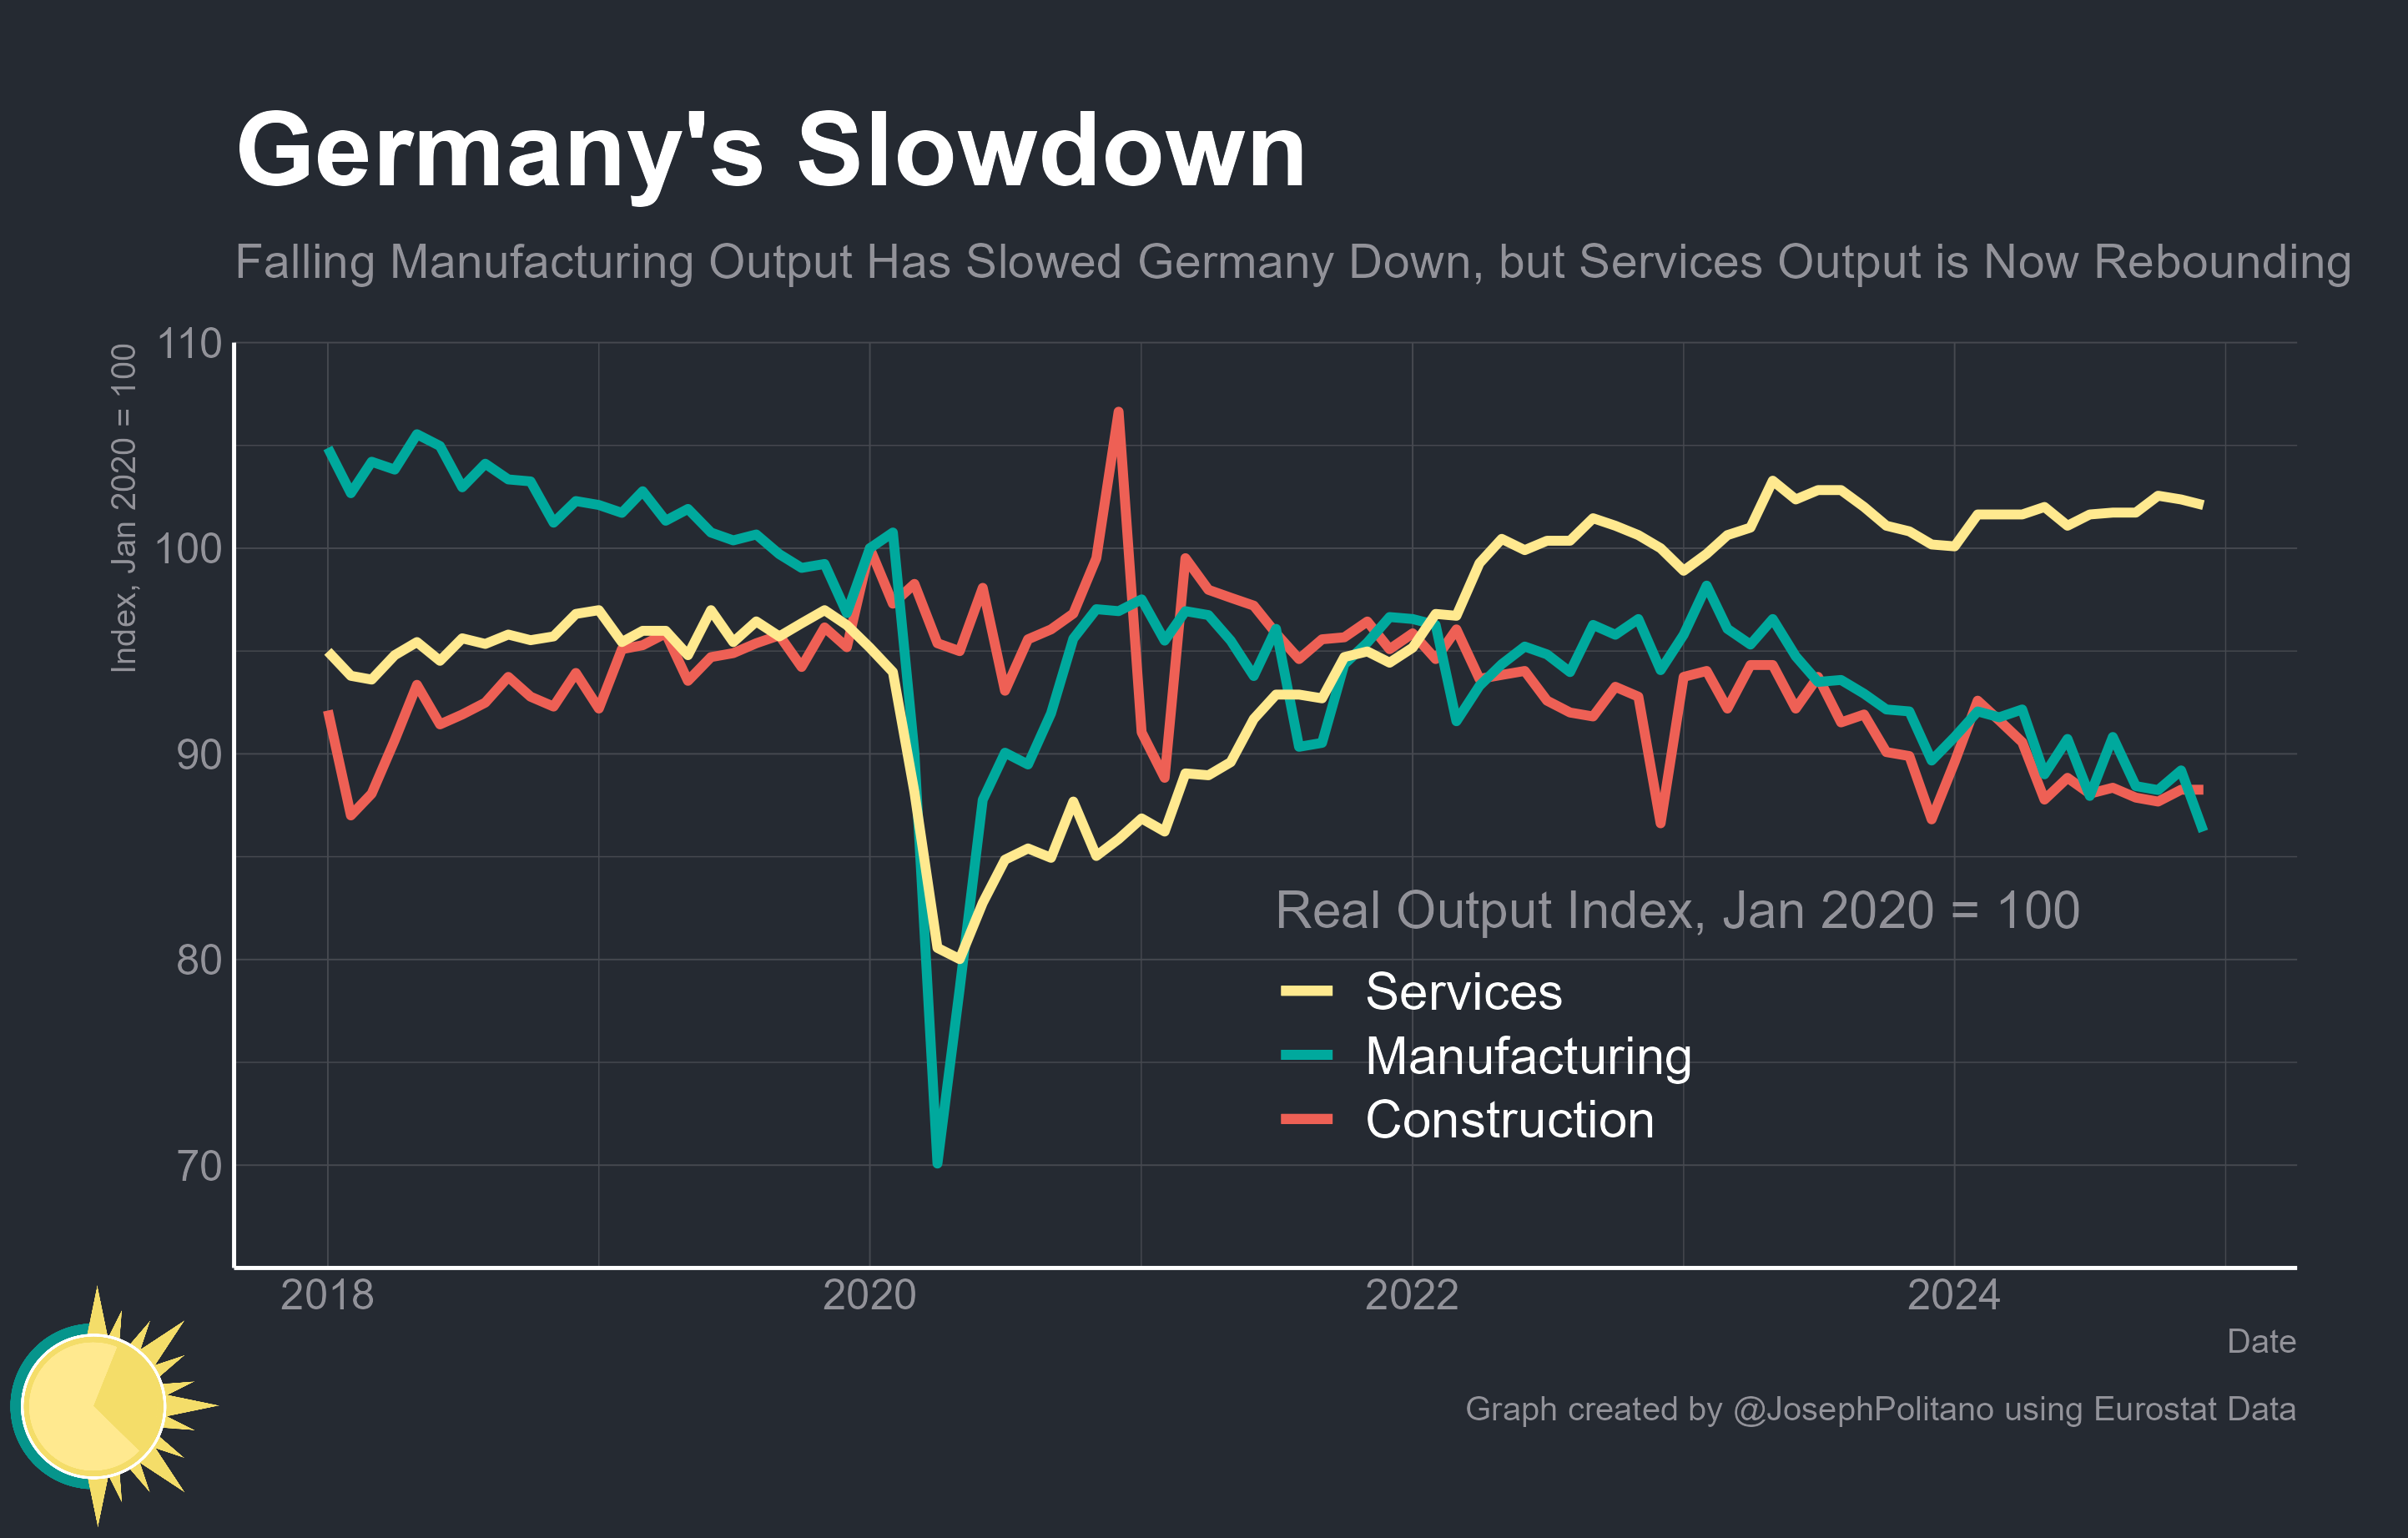 Germany's Slowdown
Falling Manufacturing Output Has Slowed Germany Down, but Services Output is Now Rebounding
Index, Jan 2020 = 100
110
100
90
80
70
Real Output Index, Jan 2020 = 100
Services
Manufacturing
Construction
2018 2020 2022 2024
Date
Graph created by @JosephPolitano using Eurostat Data